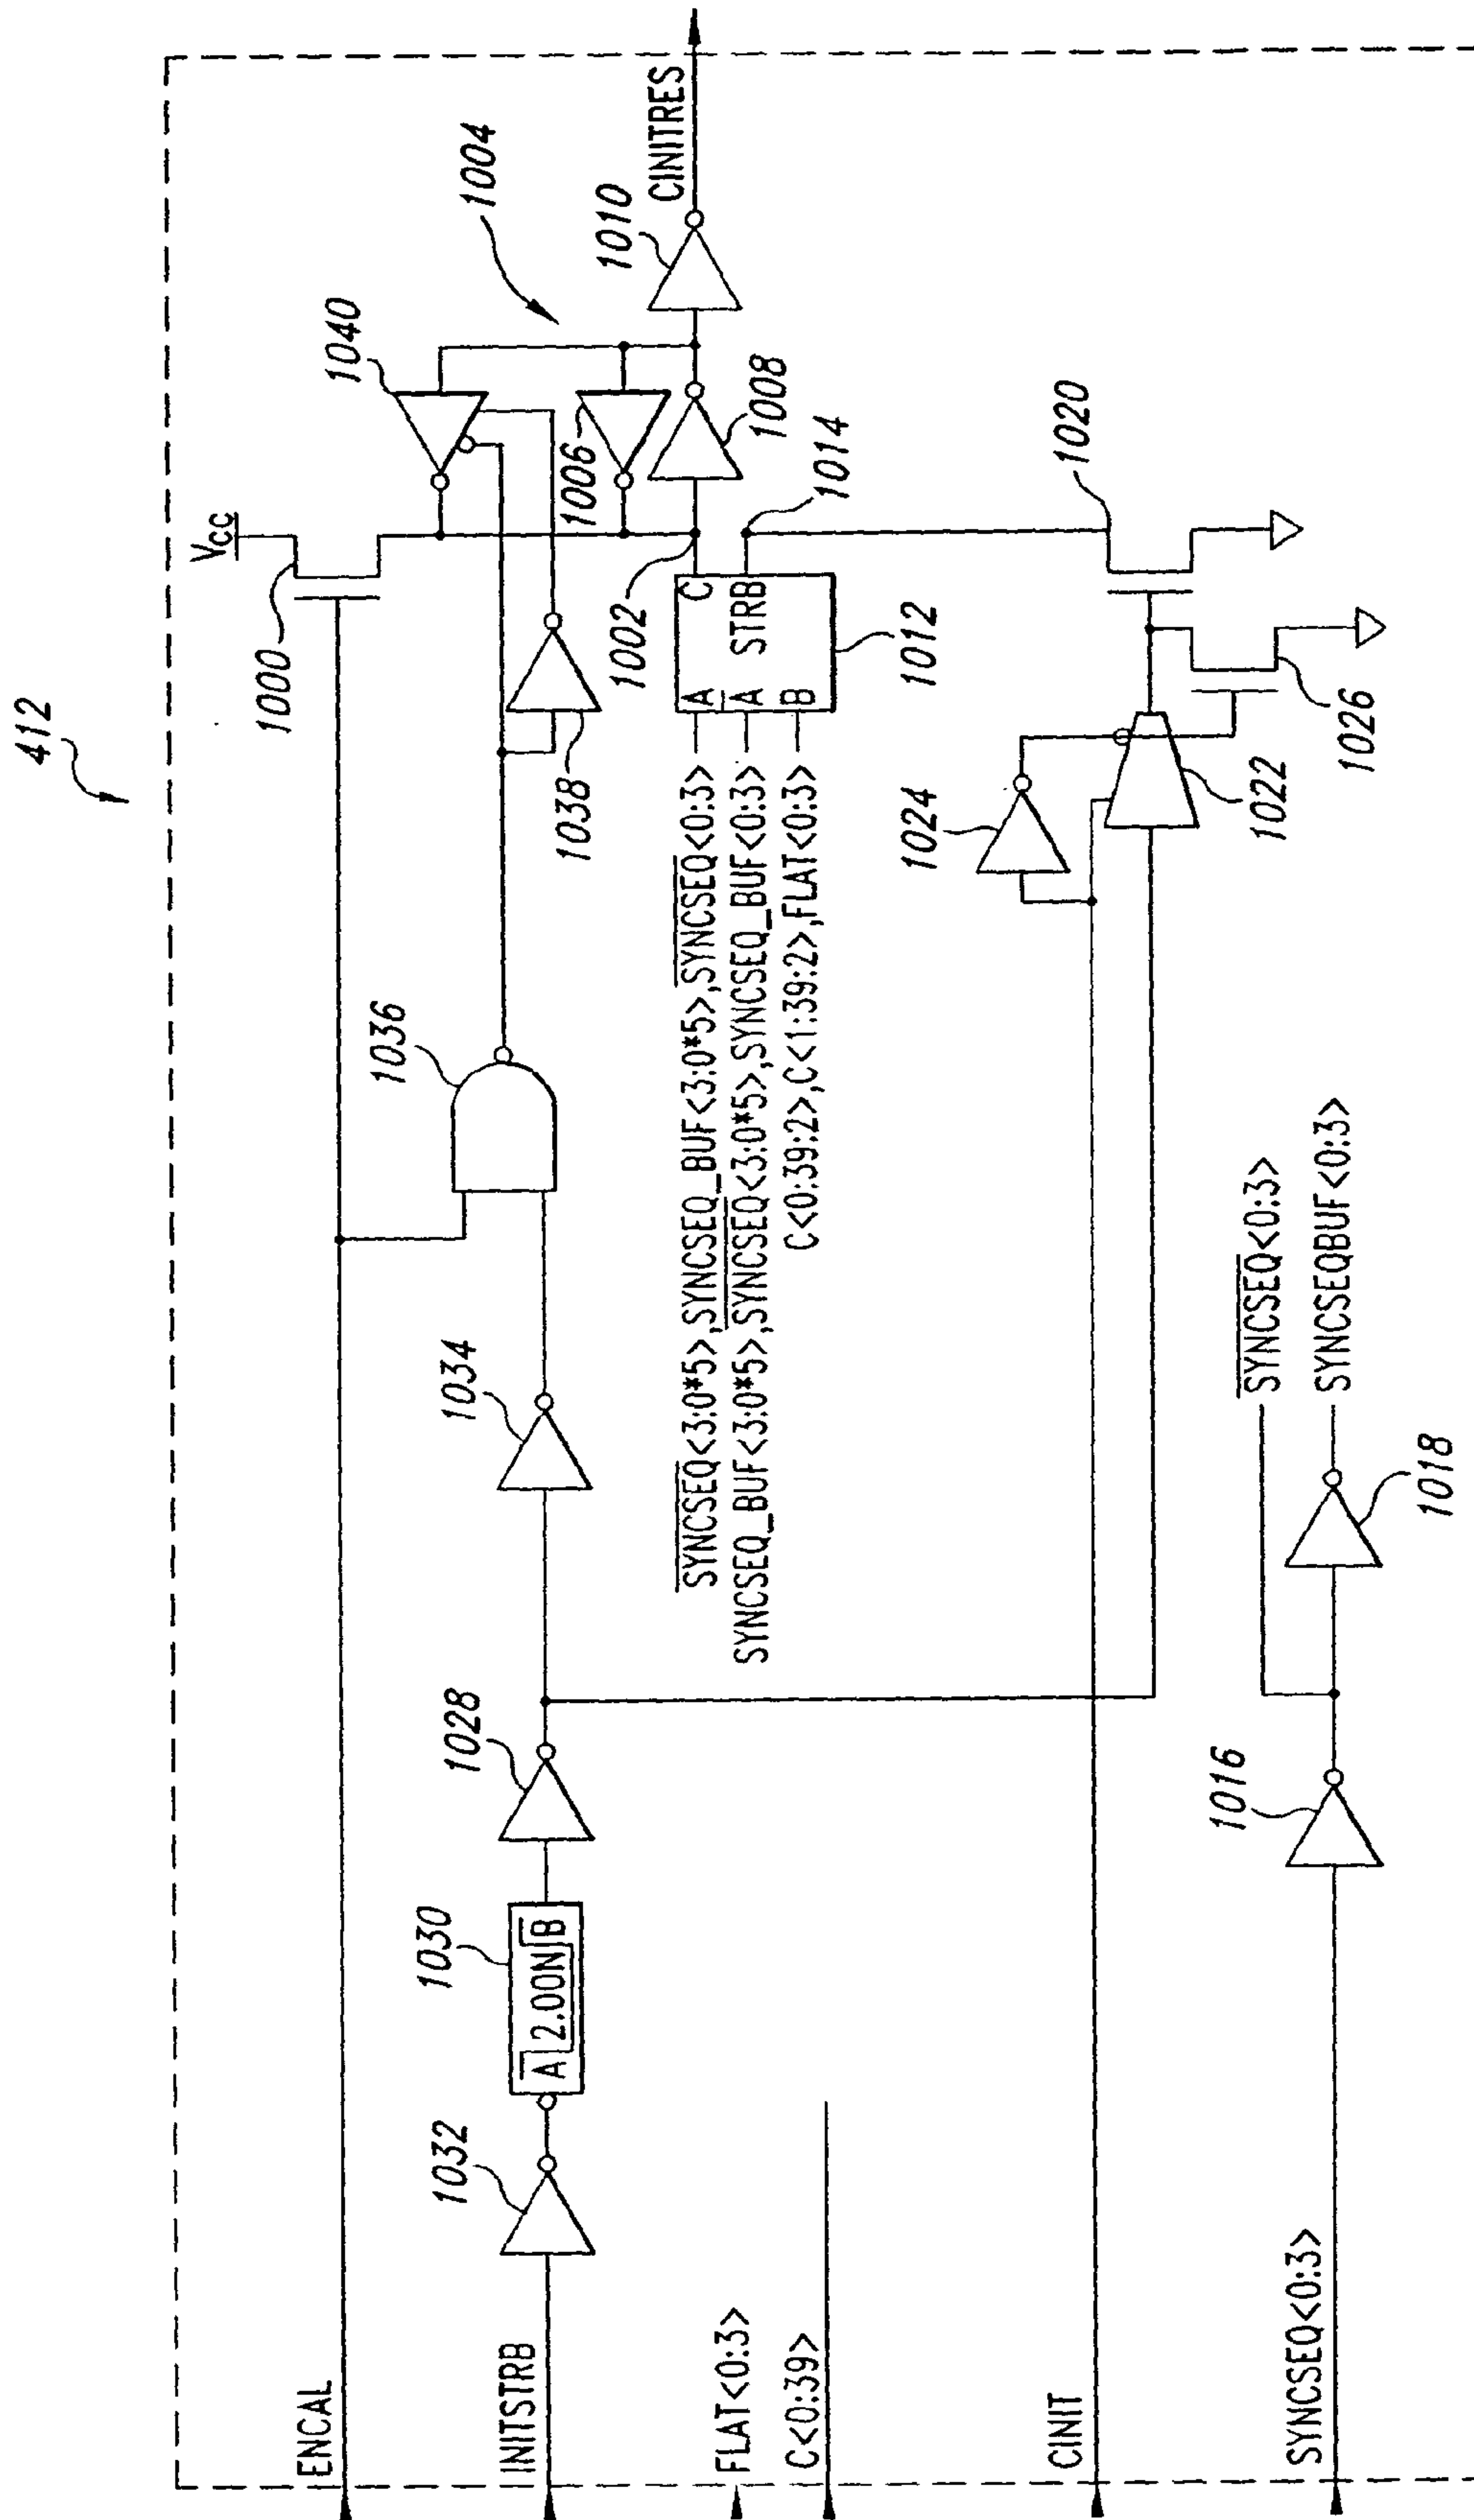 412
ENCAL
INITSTRB
FLAT<0:3>
C<0:39>
CINIT
SYNCSEQ<0:3>
1032
1030
A 2.00N B
1028
1034
1036
1038
1000
VCC
1040
1004
1006
1002
1008
1010
CINITRES
A C
A STRB
B
1012
1014
SYNCSEQ<3:0*5>,SYNCSEQ_BUF<3:0*5>,SYNCSEQ<0:3>
SYNCSEQ_BUF<3:0*5>,SYNCSEQ<3:0*5>,SYNCSEQ_BUF<0:3>
C<0:39:2>,C<1:39:2>,FLAT<0:3>
1024
1022
1026
1020
1016
1018
SYNCSEQ<0:3>
SYNCSEQBUF<0:3>